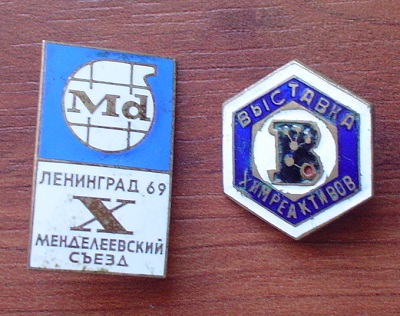 Md
ЛЕНИНГРАД 69
X
МЕНДЕЛЕЕВСКИЙ
СЪЕЗД
ВЫСТАВКА
В
ХИМРЕАКТИВОВ